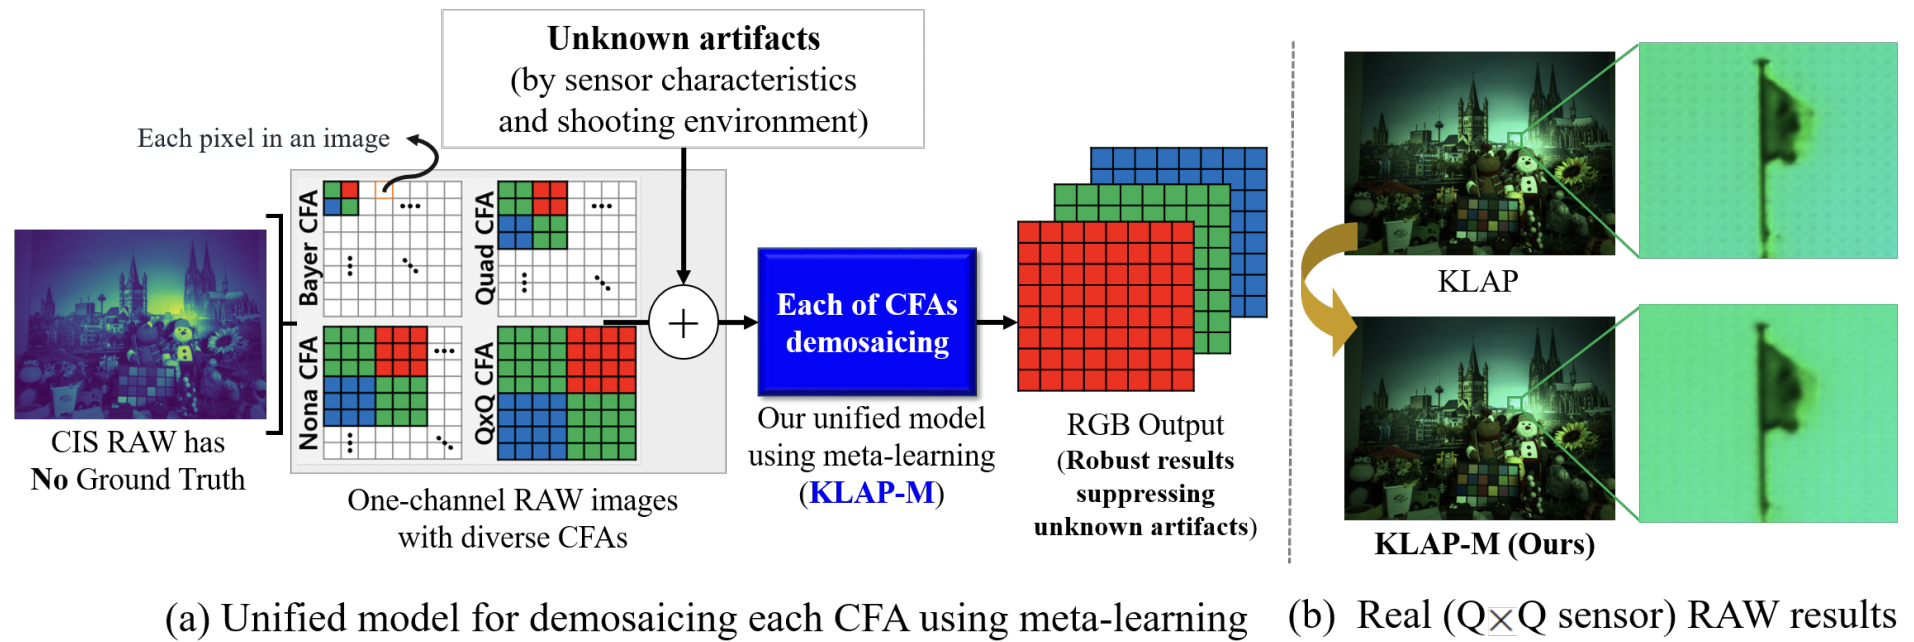 Unknown artifacts
(by sensor characteristics
and shooting environment)
Each pixel in an image
Bayer CFA
Quad CFA
Nona CFA
QxQ CFA
CIS RAW has
No Ground Truth
One-channel RAW images
with diverse CFAs
+
Each of CFAs
demosaicing
Our unified model
using meta-learning
(KLAP-M)
RGB Output
(Robust results
suppressing
unknown artifacts)
KLAP
KLAP-M (Ours)
(a) Unified model for demosaicing each CFA using meta-learning
(b) Real (Q×Q sensor) RAW results